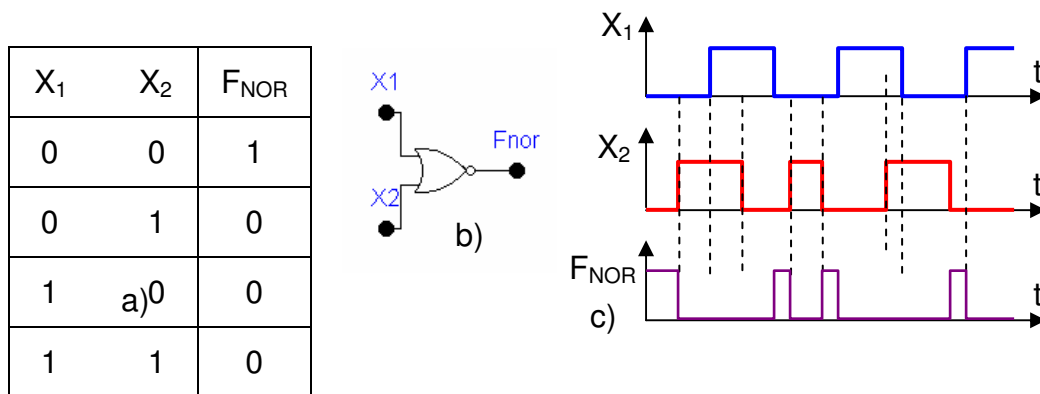 X1 X2 FNOR
0 0 1
0 1 0
1 a)0 0
1 1 0
X1
Fnor
X2
b)
X1
t
X2
t
FNOR
t
c)